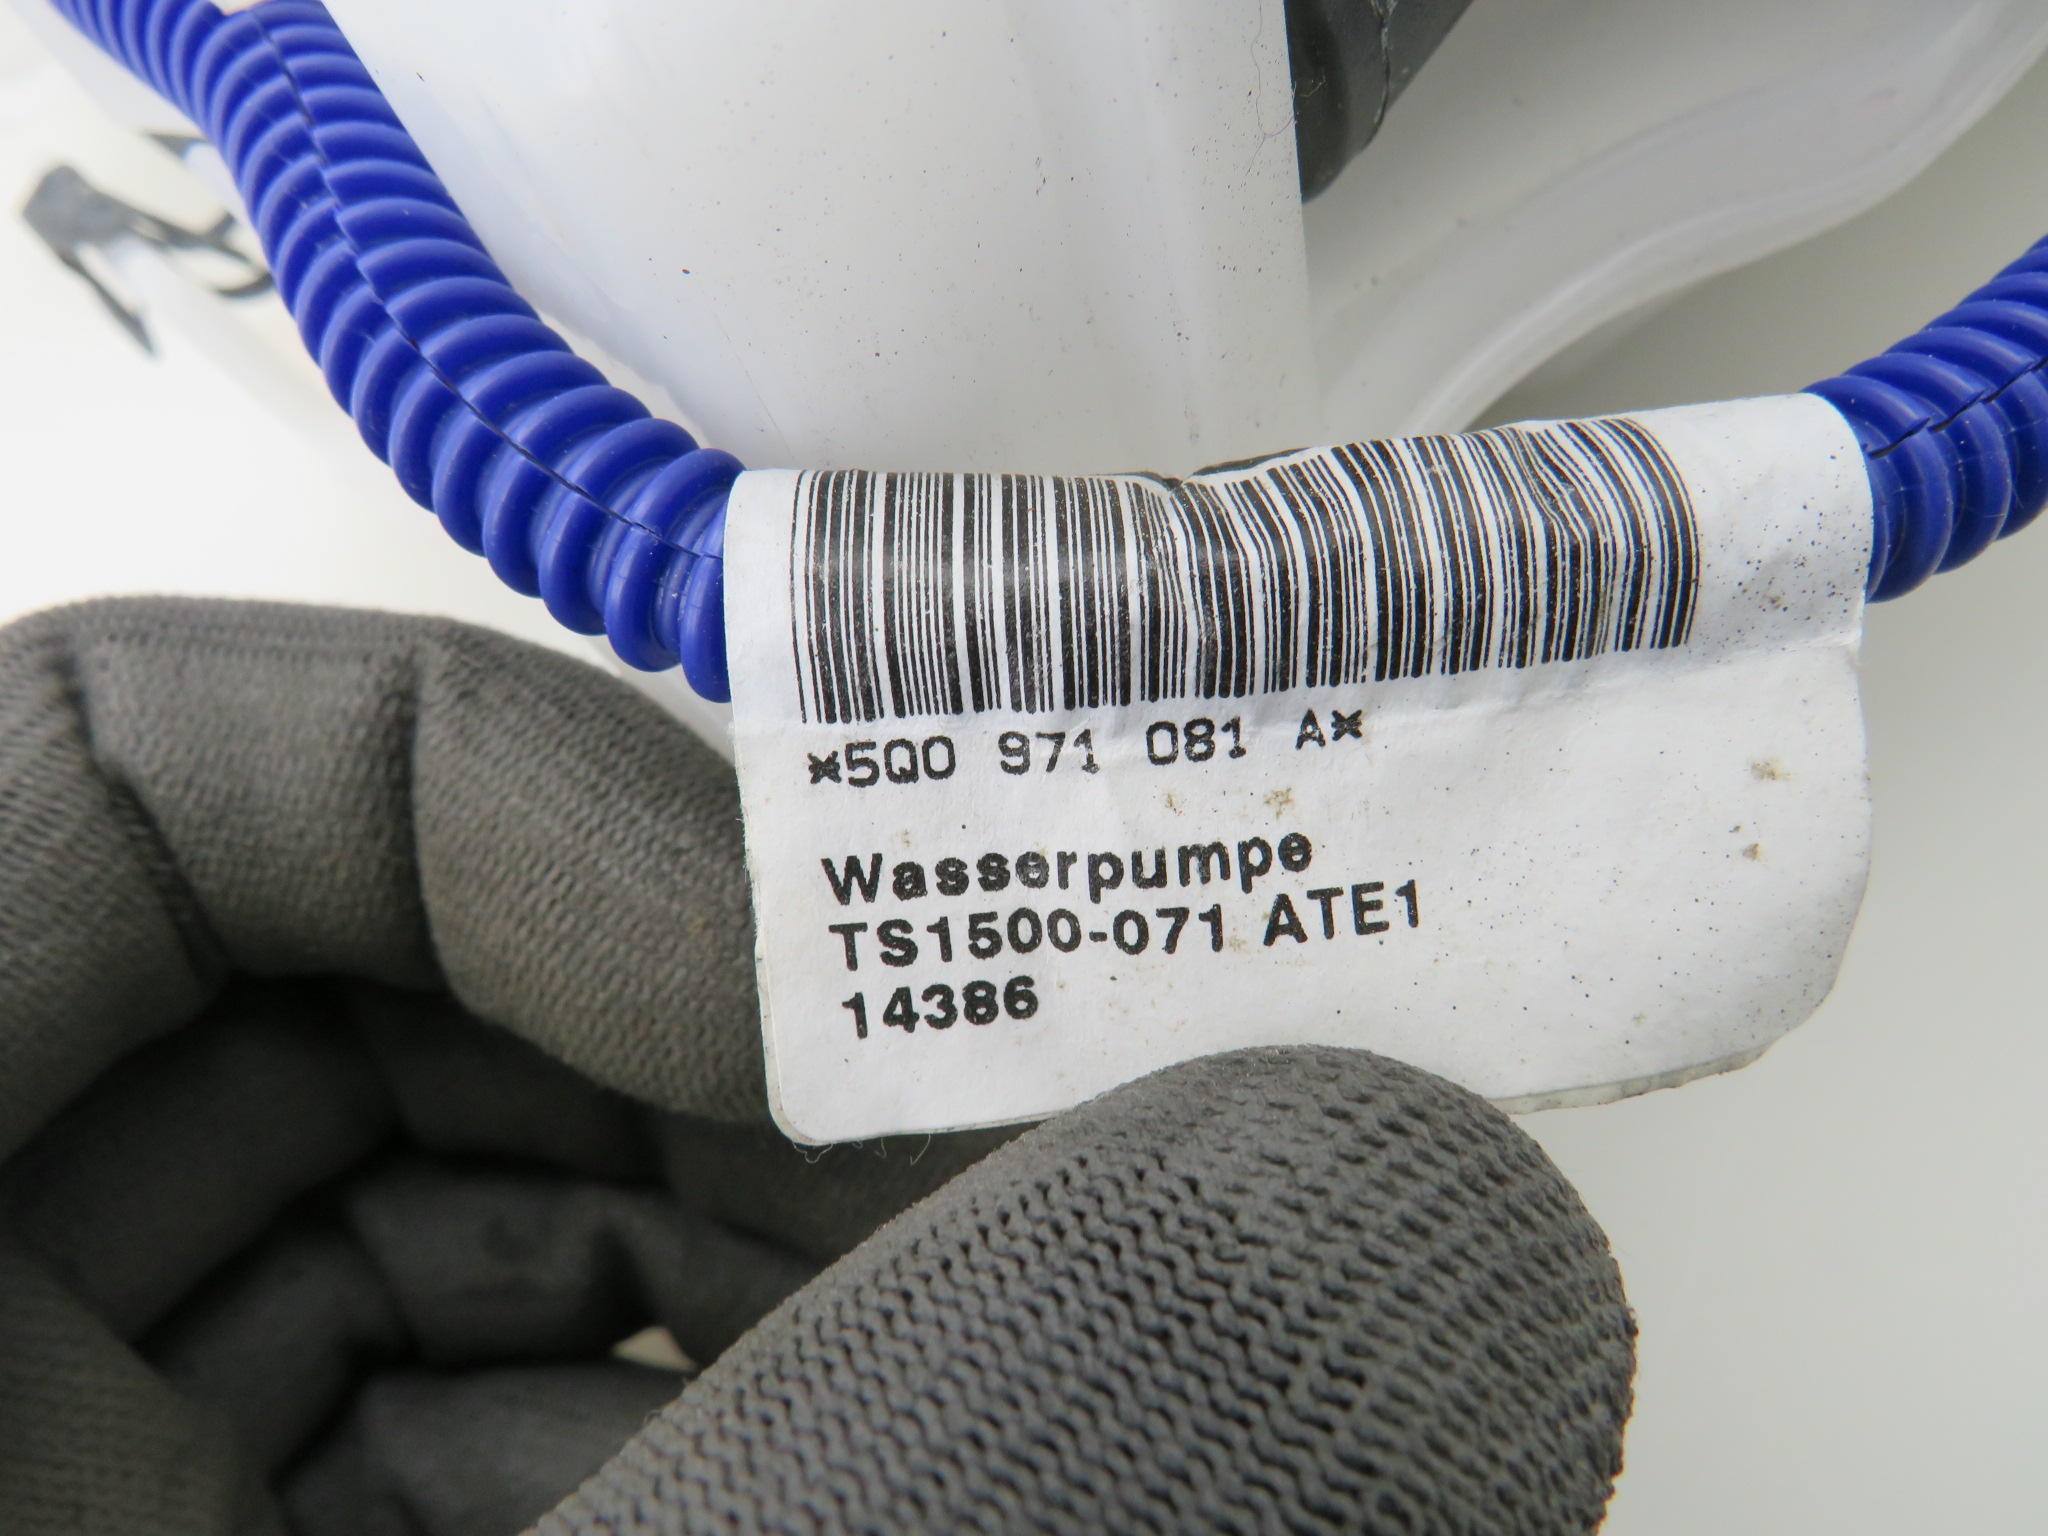 *5Q0 971 081 A*
Wasserpumpe
TS1500-071 ATE1
14386